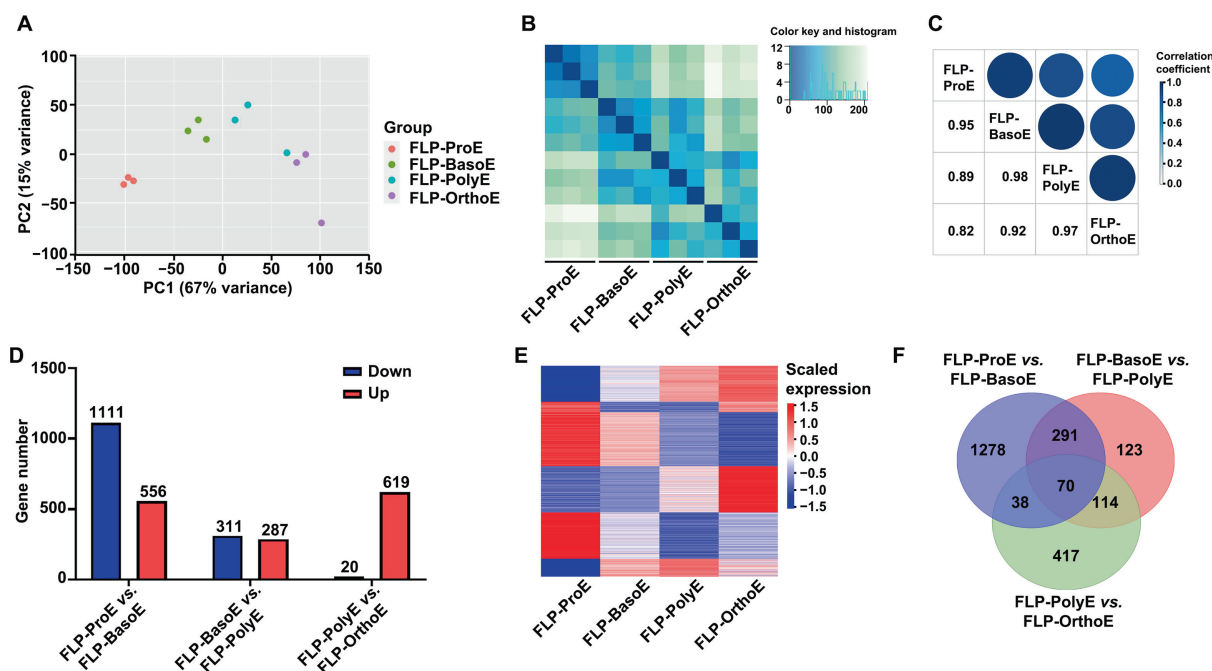 A
100
50
0
−50
−100
−150
−100
−50
0
50
100
150
PC2 (15% variance)
PC1 (67% variance)
Group
FLP-ProE
FLP-BasoE
FLP-PolyE
FLP-OrthoE
B
FLP-ProE
FLP-BasoE
FLP-PolyE
FLP-OrthoE
Color key and histogram
12
8
4
0
0
100
200
C
FLP-
ProE
0.95
FLP-
BasoE
0.89
0.98
FLP-
PolyE
0.82
0.92
0.97
FLP-
OrthoE
Correlation
coefficient
1.0
0.8
0.6
0.4
0.2
0.0
D
Gene number
1500
1000
500
0
Down
Up
1111
556
311
287
20
619
FLP-ProE vs.
FLP-BasoE
FLP-BasoE vs.
FLP-PolyE
FLP-PolyE vs.
FLP-OrthoE
E
FLP-ProE
FLP-BasoE
FLP-PolyE
FLP-OrthoE
Scaled
expression
1.5
1.0
0.5
0.0
−0.5
−1.0
−1.5
F
FLP-ProE vs.
FLP-BasoE
FLP-BasoE vs.
FLP-PolyE
1278
291
123
70
38
114
417
FLP-PolyE vs.
FLP-OrthoE